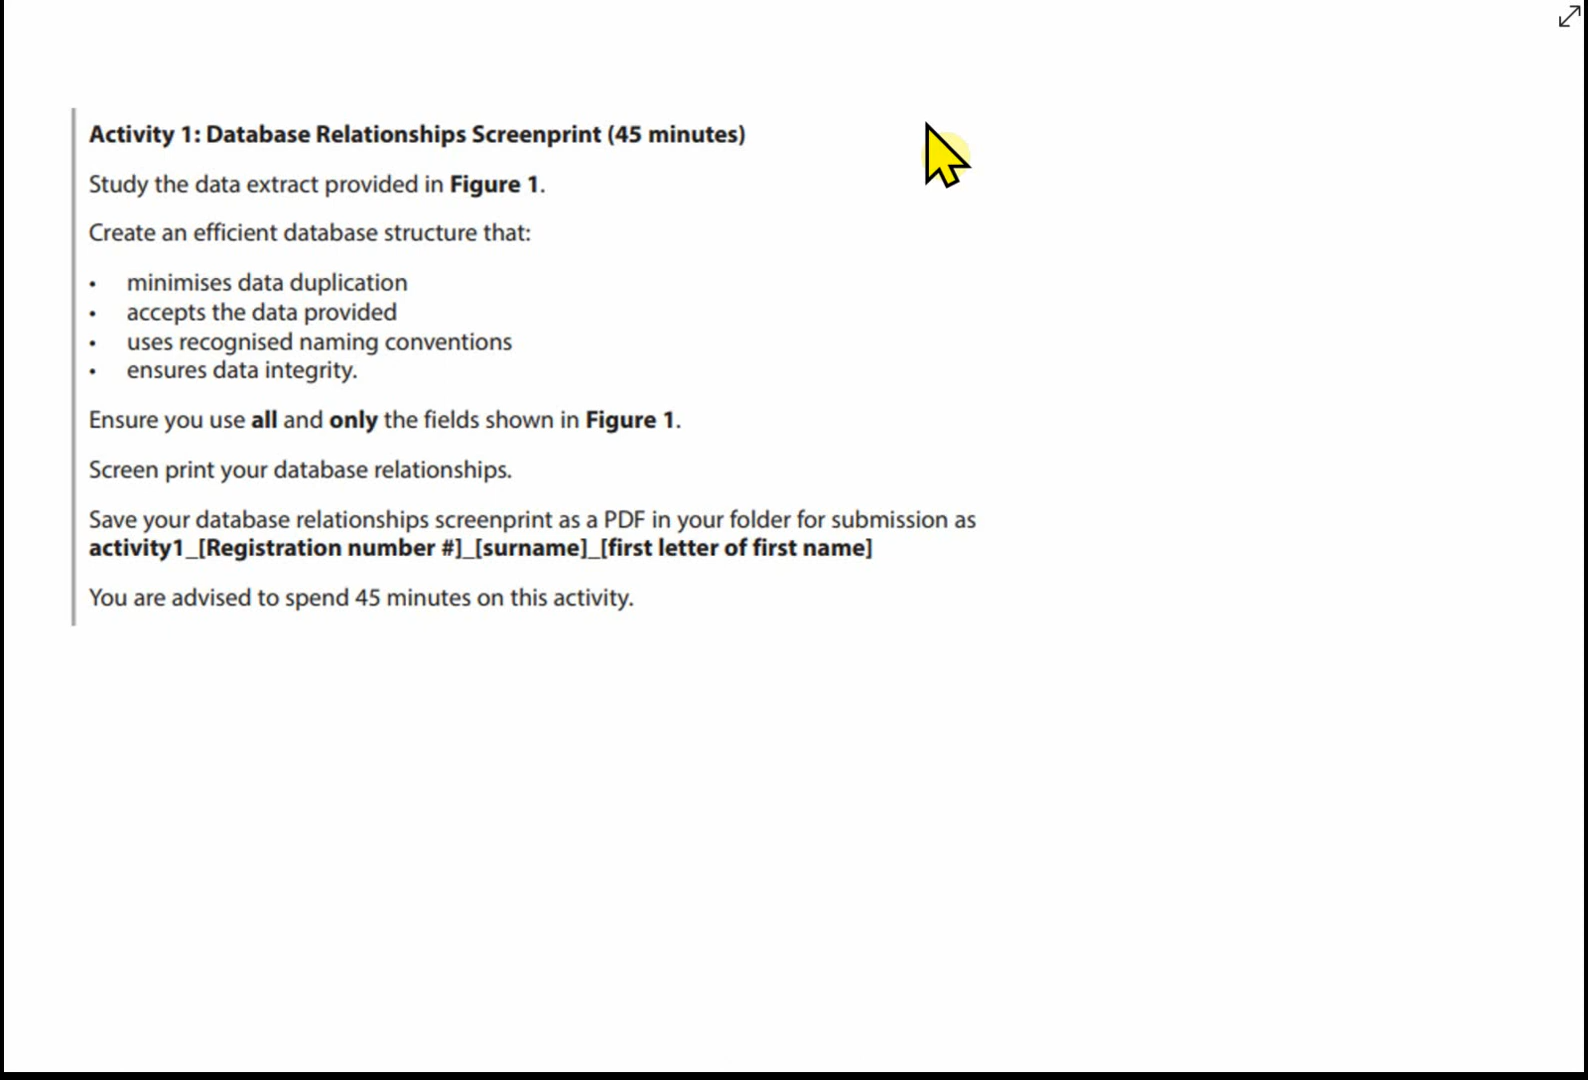 Activity 1: Database Relationships Screenprint (45 minutes)
Study the data extract provided in Figure 1.
Create an efficient database structure that:
• minimises data duplication
• accepts the data provided
• uses recognised naming conventions
• ensures data integrity.
Ensure you use all and only the fields shown in Figure 1.
Screen print your database relationships.
Save your database relationships screenprint as a PDF in your folder for submission as
activity1_[Registration number #]_[surname]_[first letter of first name]
You are advised to spend 45 minutes on this activity.